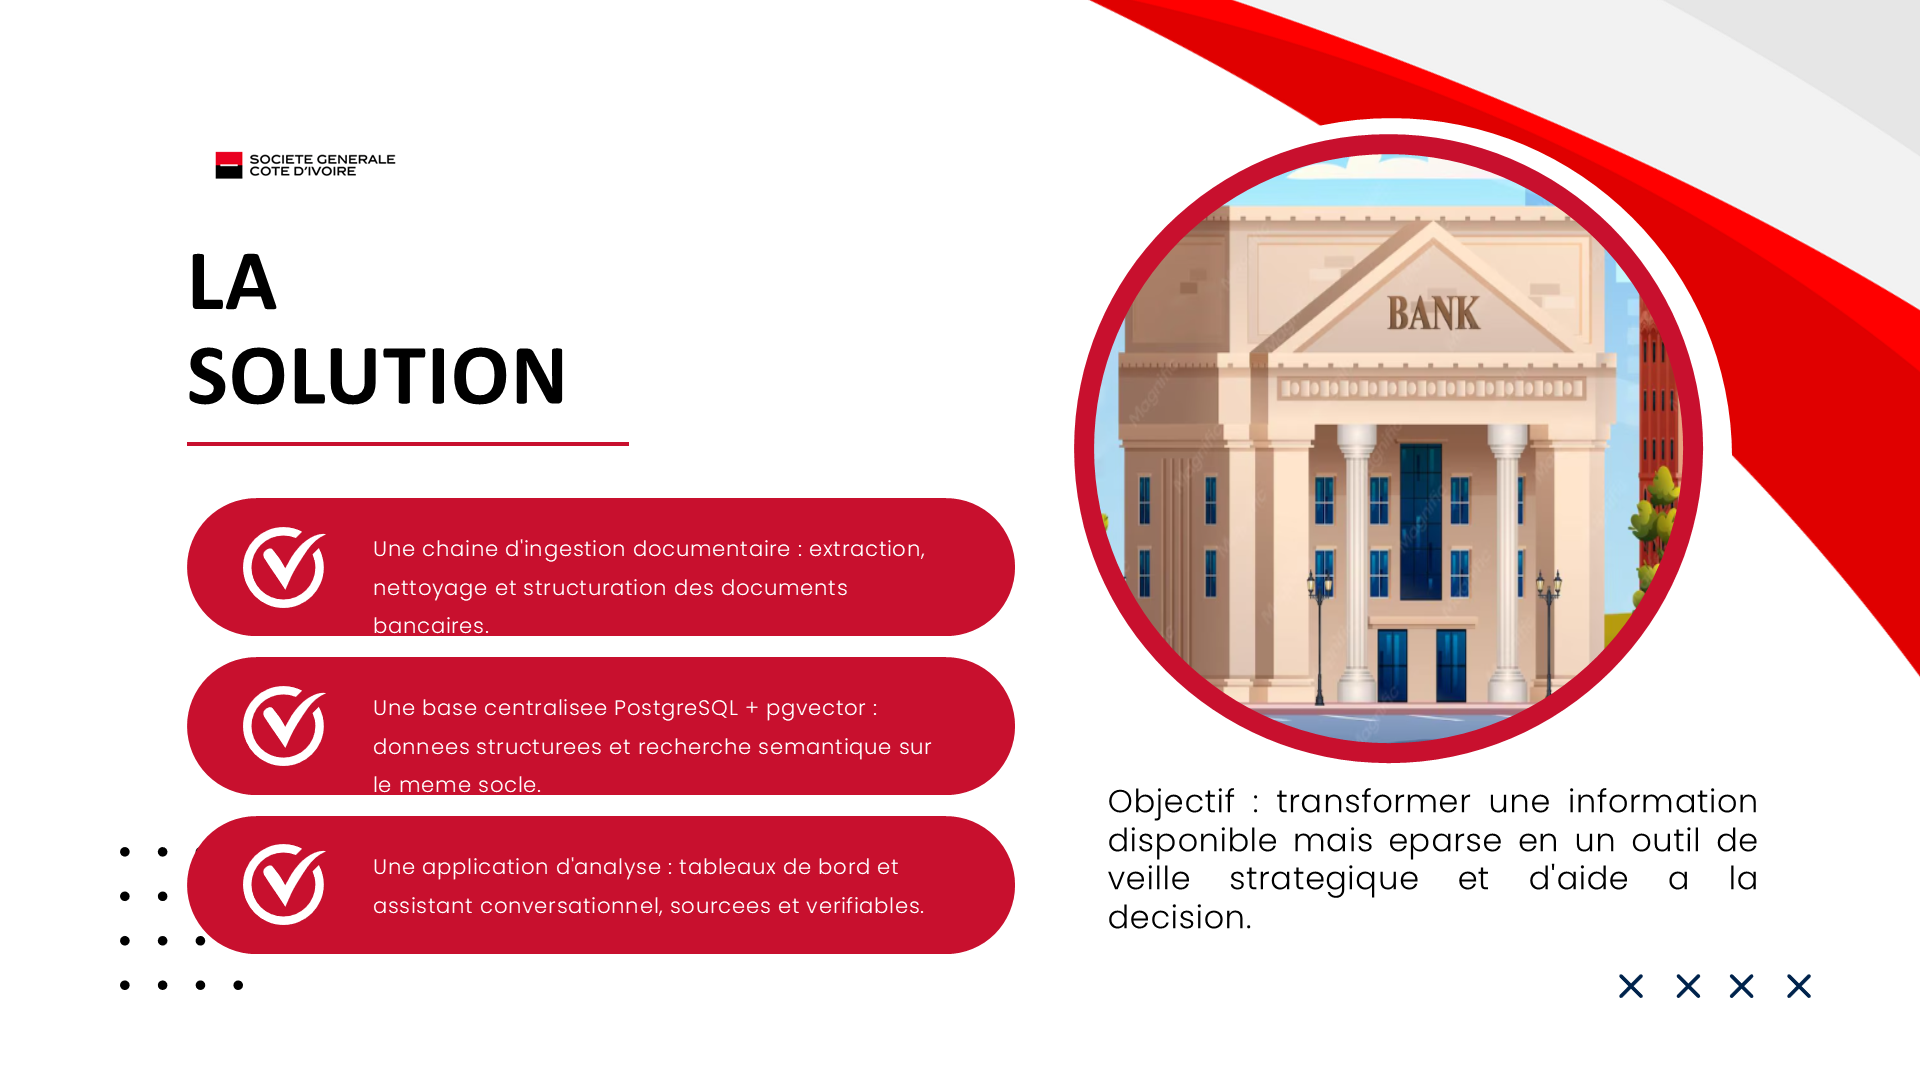 SOCIETE GENERALE
COTE D'IVOIRE
LA
SOLUTION
Une chaine d'ingestion documentaire : extraction,
nettoyage et structuration des documents
bancaires.
Une base centralisee PostgreSQL + pgvector :
donnees structurees et recherche semantique sur
le meme socle.
Une application d'analyse : tableaux de bord et
assistant conversationnel, sourcees et verifiables.
BANK
Objectif : transformer une information
disponible mais eparse en un outil de
veille strategique et d'aide a la
decision.